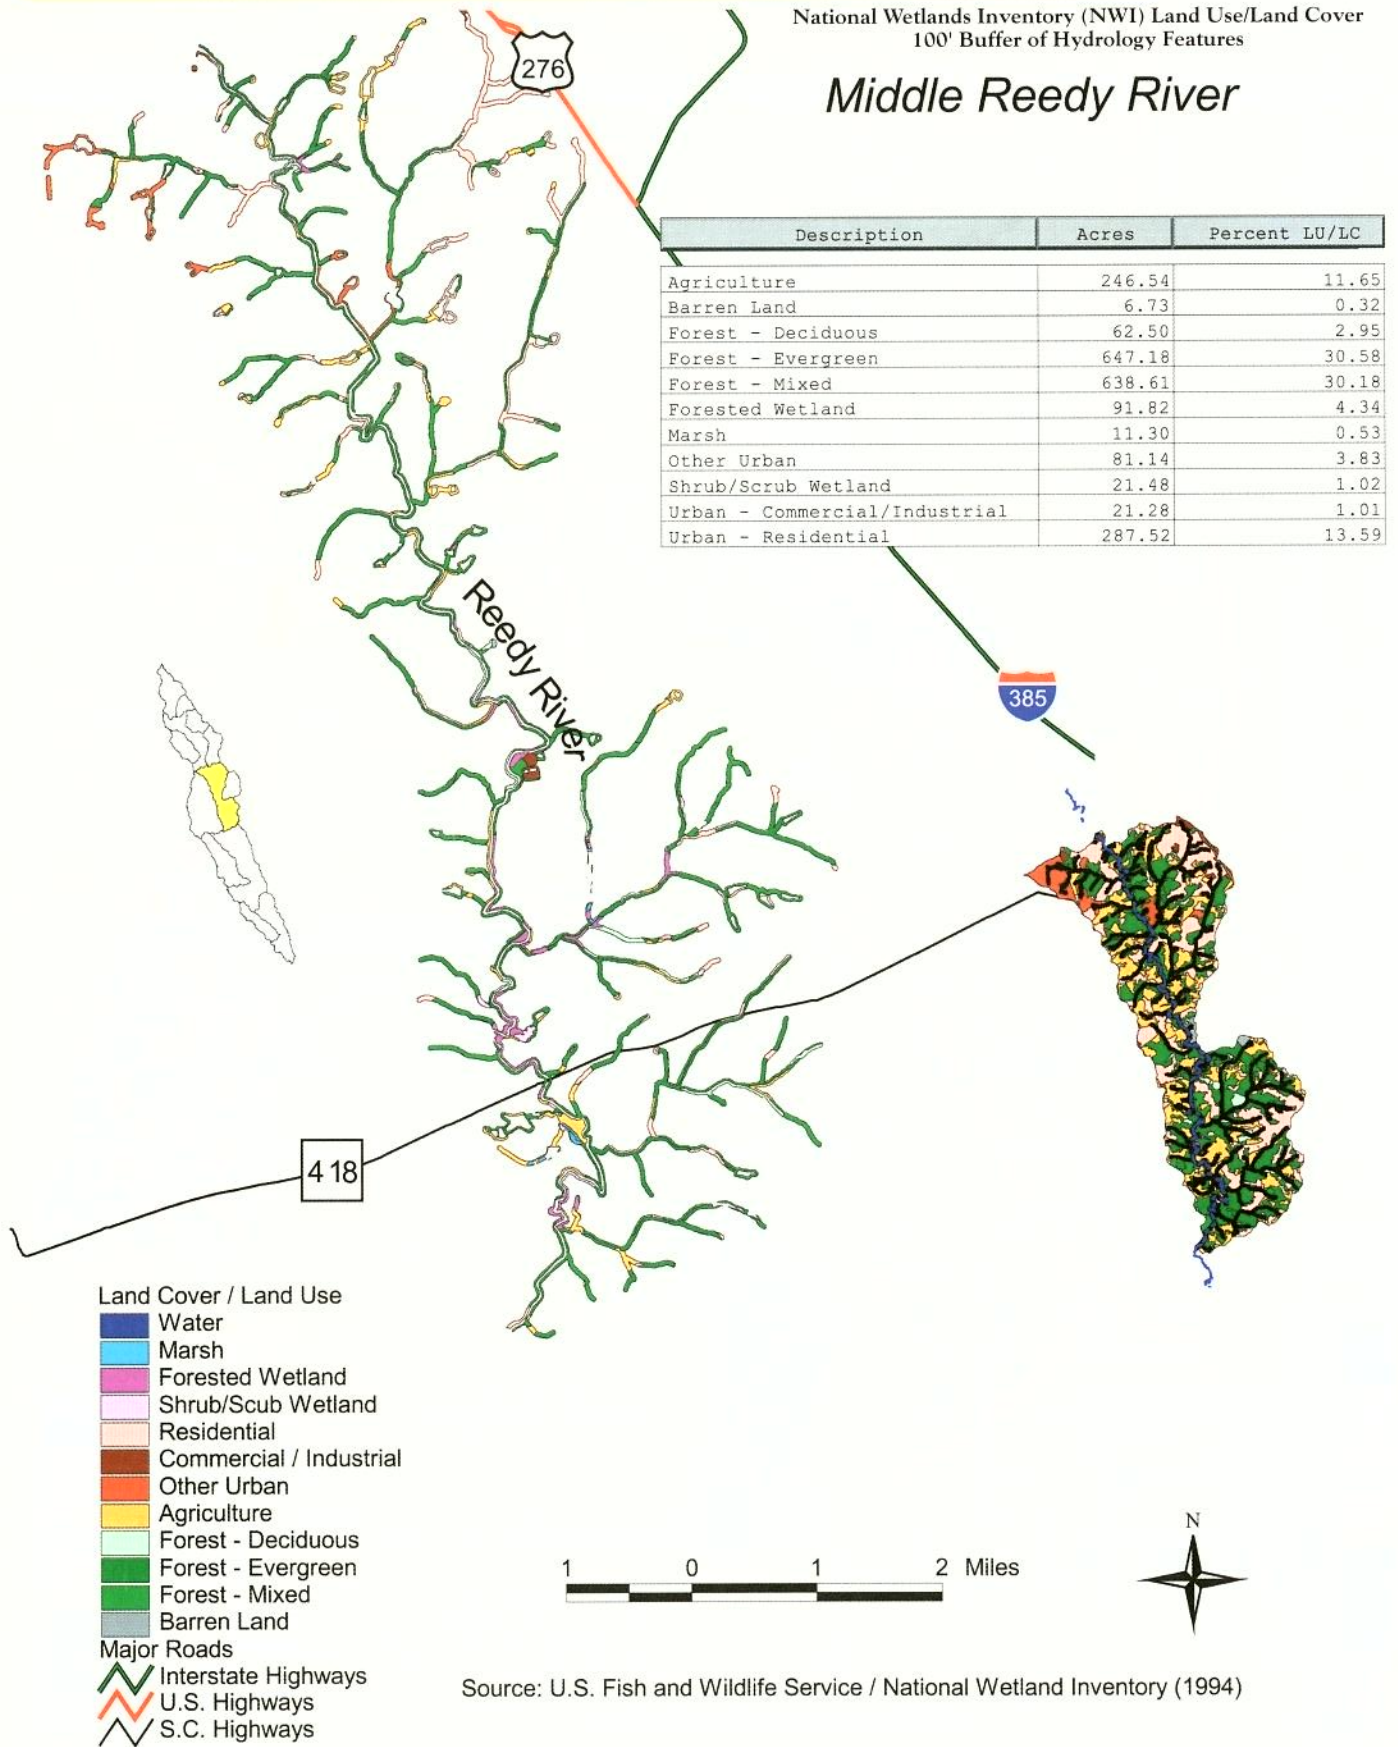 National Wetlands Inventory (NWI) Land Use/Land Cover
100' Buffer of Hydrology Features
Middle Reedy River
276
Description Acres Percent LU/LC
Agriculture 246.54 11.65
Barren Land 6.73 0.32
Forest - Deciduous 62.50 2.95
Forest - Evergreen 647.18 30.58
Forest - Mixed 638.61 30.18
Forested Wetland 91.82 4.34
Marsh 11.30 0.53
Other Urban 81.14 3.83
Shrub/Scrub Wetland 21.48 1.02
Urban - Commercial/Industrial 21.28 1.01
Urban - Residential 287.52 13.59
Reedy River
385
418
Land Cover / Land Use
Water
Marsh
Forested Wetland
Shrub/Scub Wetland
Residential
Commercial / Industrial
Other Urban
Agriculture
Forest - Deciduous
Forest - Evergreen
Forest - Mixed
Barren Land
Major Roads
Interstate Highways
U.S. Highways
S.C. Highways
1 0 1 2 Miles
N
Source: U.S. Fish and Wildlife Service / National Wetland Inventory (1994)